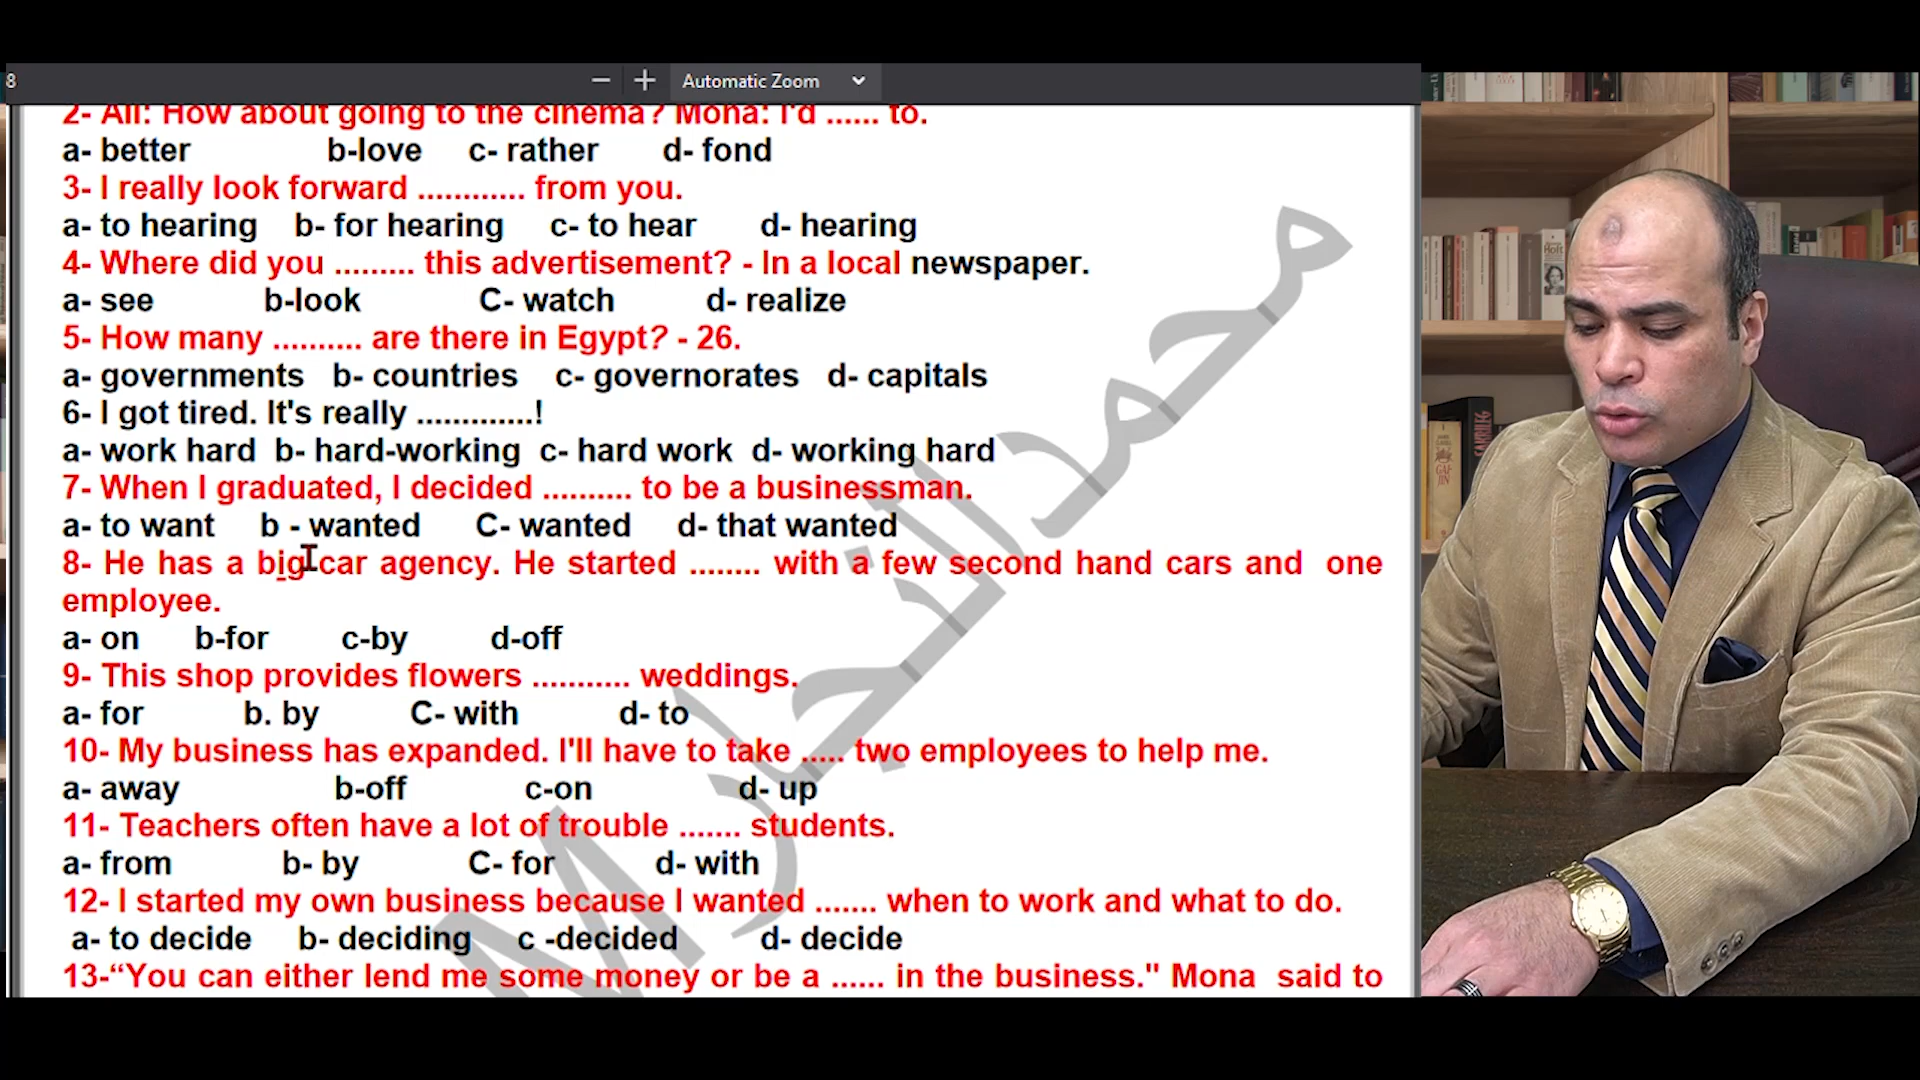 8
Automatic Zoom
2- All: How about going to the cinema? Mona: I'd ...... to.
a- better b-love c- rather d- fond
3- I really look forward ............ from you.
a- to hearing b- for hearing c- to hear d- hearing
4- Where did you ......... this advertisement? - In a local newspaper.
a- see b-look C- watch d- realize
5- How many .......... are there in Egypt? - 26.
a- governments b- countries c- governorates d- capitals
6- I got tired. It's really .............!
a- work hard b- hard-working c- hard work d- working hard
7- When I graduated, I decided .......... to be a businessman.
a- to want b - wanted C- wanted d- that wanted
8- He has a big car agency. He started ........ with a few second hand cars and one
employee.
a- on b-for c-by d-off
9- This shop provides flowers ........... weddings.
a- for b. by C- with d- to
10- My business has expanded. I'll have to take ..... two employees to help me.
a- away b-off c-on d- up
11- Teachers often have a lot of trouble ....... students.
a- from b- by C- for d- with
12- I started my own business because I wanted ....... when to work and what to do.
a- to decide b- deciding c -decided d- decide
13-“You can either lend me some money or be a ...... in the business." Mona said to
محمد النجار M